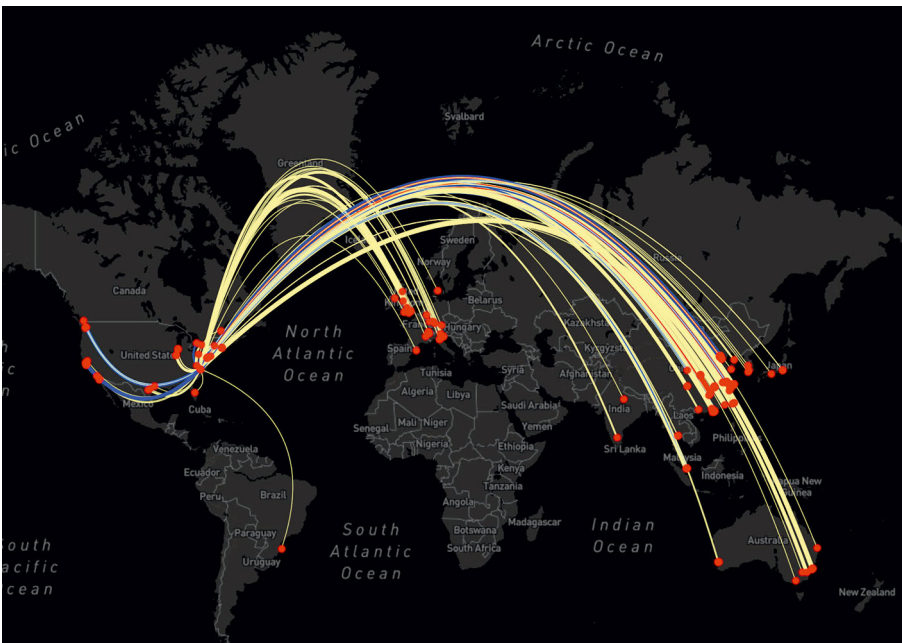 Arctic Ocean
ic Ocean
Svalbard
Greenland
Sweden
Norway
Russia
Canada
Belarus
North
Atlantic
Ocean
Hungary
Kazakhstan
United States
Spain
Kyrgyzstan
Japan
Tunisia
Syria
Afghanistan
Algeria
Libya
Mexico
Cuba
Saudi Arabia
India
Laos
Senegal
Mali
Niger
Yemen
Nigeria
Ethiopia
Sri Lanka
Philippines
Venezuela
Malaysia
Ecuador
Kenya
Indonesia
Peru
Brazil
Tanzania
Papua New
Guinea
Angola
South
Atlantic
Ocean
Madagascar
Indian
Ocean
Paraguay
Botswana
Australia
South Africa
Uruguay
outh
acific
cean
New Zealand